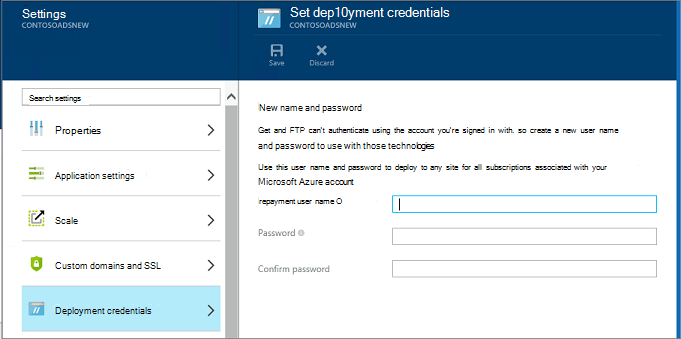 Settings
CONTOSOADSNEW
Search settings
Properties
Application settings
Scale
Custom domains and SSL
Deployment credentials
Set dep10yment credentials
CONTOSOADSNEW
Save
Discard
New name and password
Get and FTP can't authenticate using the account you're signed in with. so create a new user name
and password to use with those technologies
Use this user name and password to deploy to any site for all subscriptions associated with your
Microsoft Azure account
repayment user name O
Password
Confirm password